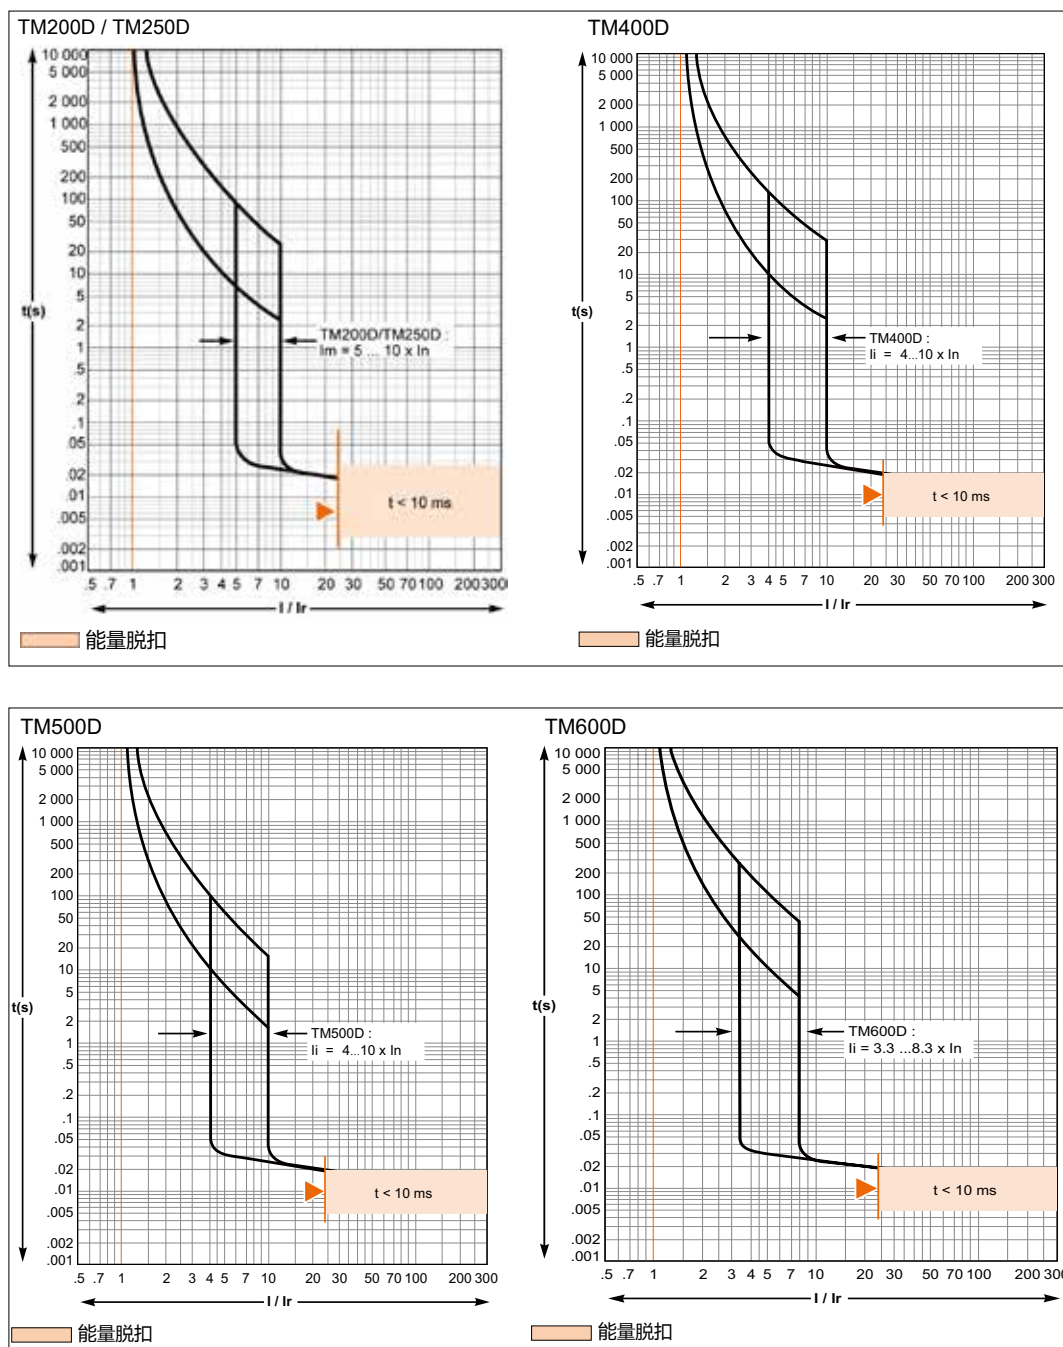 TM200D / TM250D
10 000
5 000
2 000
1 000
500
200
100
50
20
10
5
2
1
.5
.2
.1
.05
.02
.01
.005
.002
.001
t(s)
TM200D/TM250D :
Im = 5 ... 10 x In
t < 10 ms
.5 .7 1 2 3 4 5 7 10 20 30 50 70 100 200 300
I / Ir
能量脱扣
TM400D
10 000
5 000
2 000
1 000
500
200
100
50
20
10
5
2
1
.5
.2
.1
.05
.02
.01
.005
.002
.001
t(s)
TM400D :
Ii = 4...10 x In
t < 10 ms
.5 .7 1 2 3 4 5 7 10 20 30 50 70 100 200 300
I / Ir
能量脱扣
TM500D
10 000
5 000
2 000
1 000
500
200
100
50
20
10
5
2
1
.5
.2
.1
.05
.02
.01
.005
.002
.001
t(s)
TM500D :
Ii = 4...10 x In
t < 10 ms
.5 .7 1 2 3 4 5 7 10 20 30 50 70 100 200 300
I / Ir
能量脱扣
TM600D
10 000
5 000
2 000
1 000
500
200
100
50
20
10
5
2
1
.5
.2
.1
.05
.02
.01
.005
.002
.001
t(s)
TM600D :
Ii = 3.3 ...8.3 x In
t < 10 ms
.5 .7 1 2 3 4 5 7 10 20 30 50 70 100 200 300
I / Ir
能量脱扣